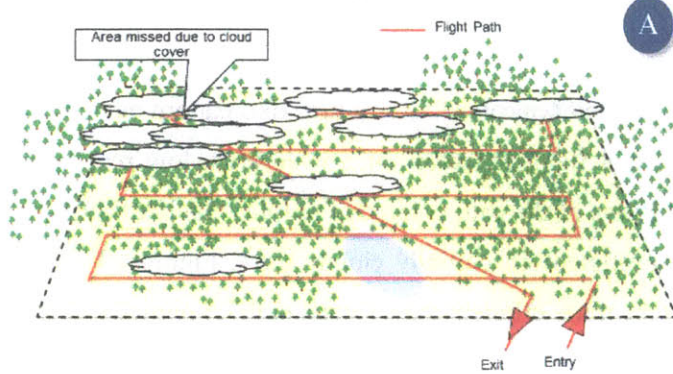 Area missed due to cloud
cover
Flight Path
A
Exit
Entry